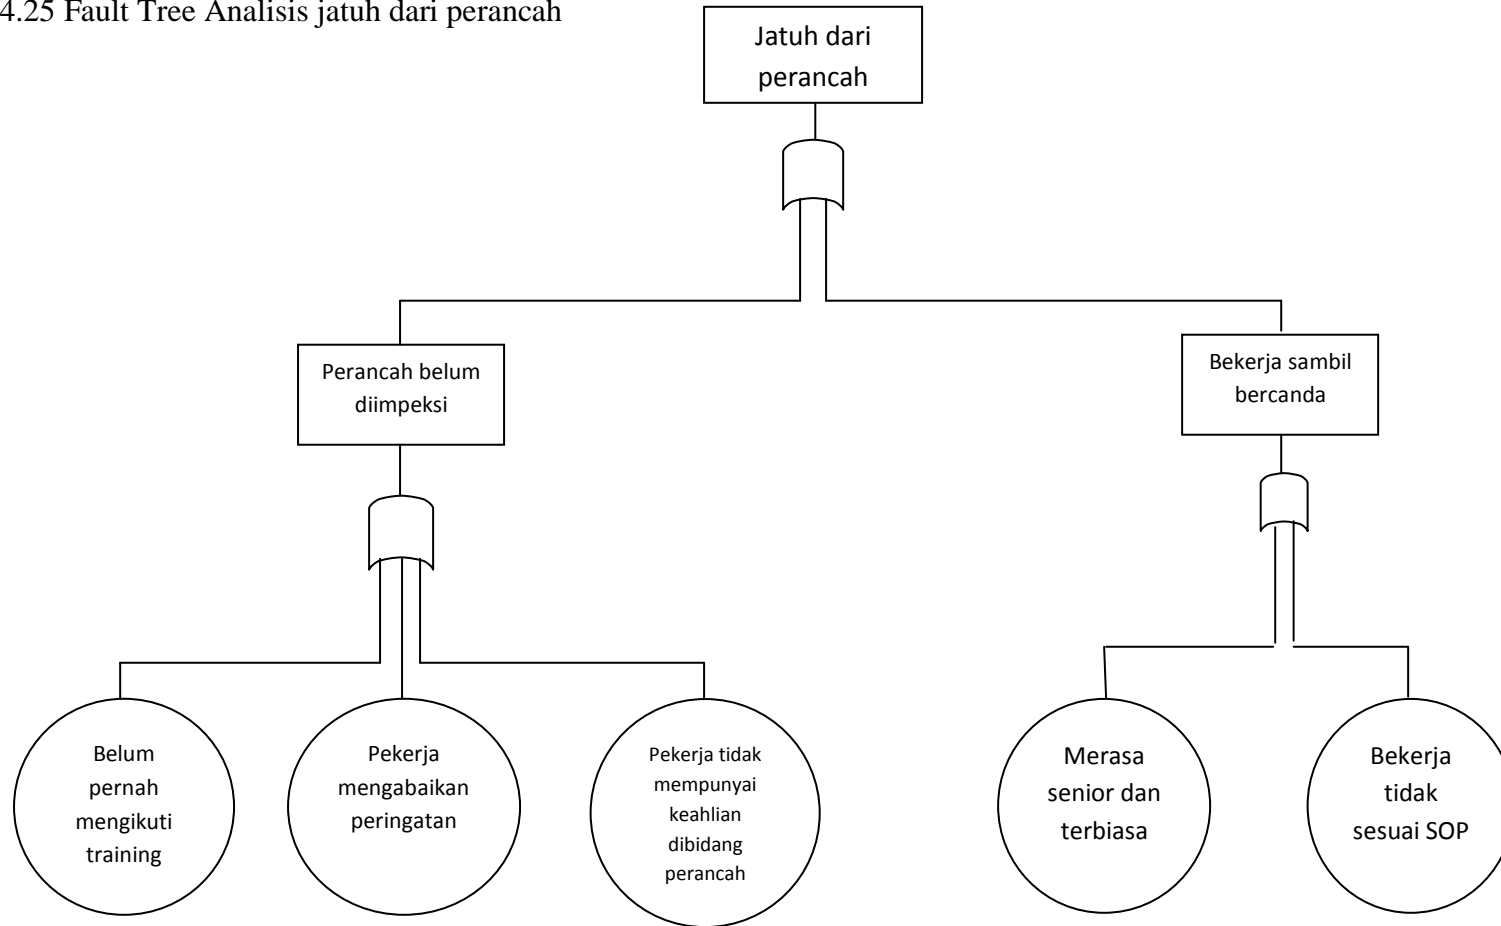 4.25 Fault Tree Analisis jatuh dari perancah
Jatuh dari
perancah
Perancah belum
diimpeksi
Bekerja sambil
bercanda
Belum
pernah
mengikuti
training
Pekerja
mengabaikan
peringatan
Pekerja tidak
mempunyai
keahlian
dibidang
perancah
Merasa
senior dan
terbiasa
Bekerja
tidak
sesuai SOP